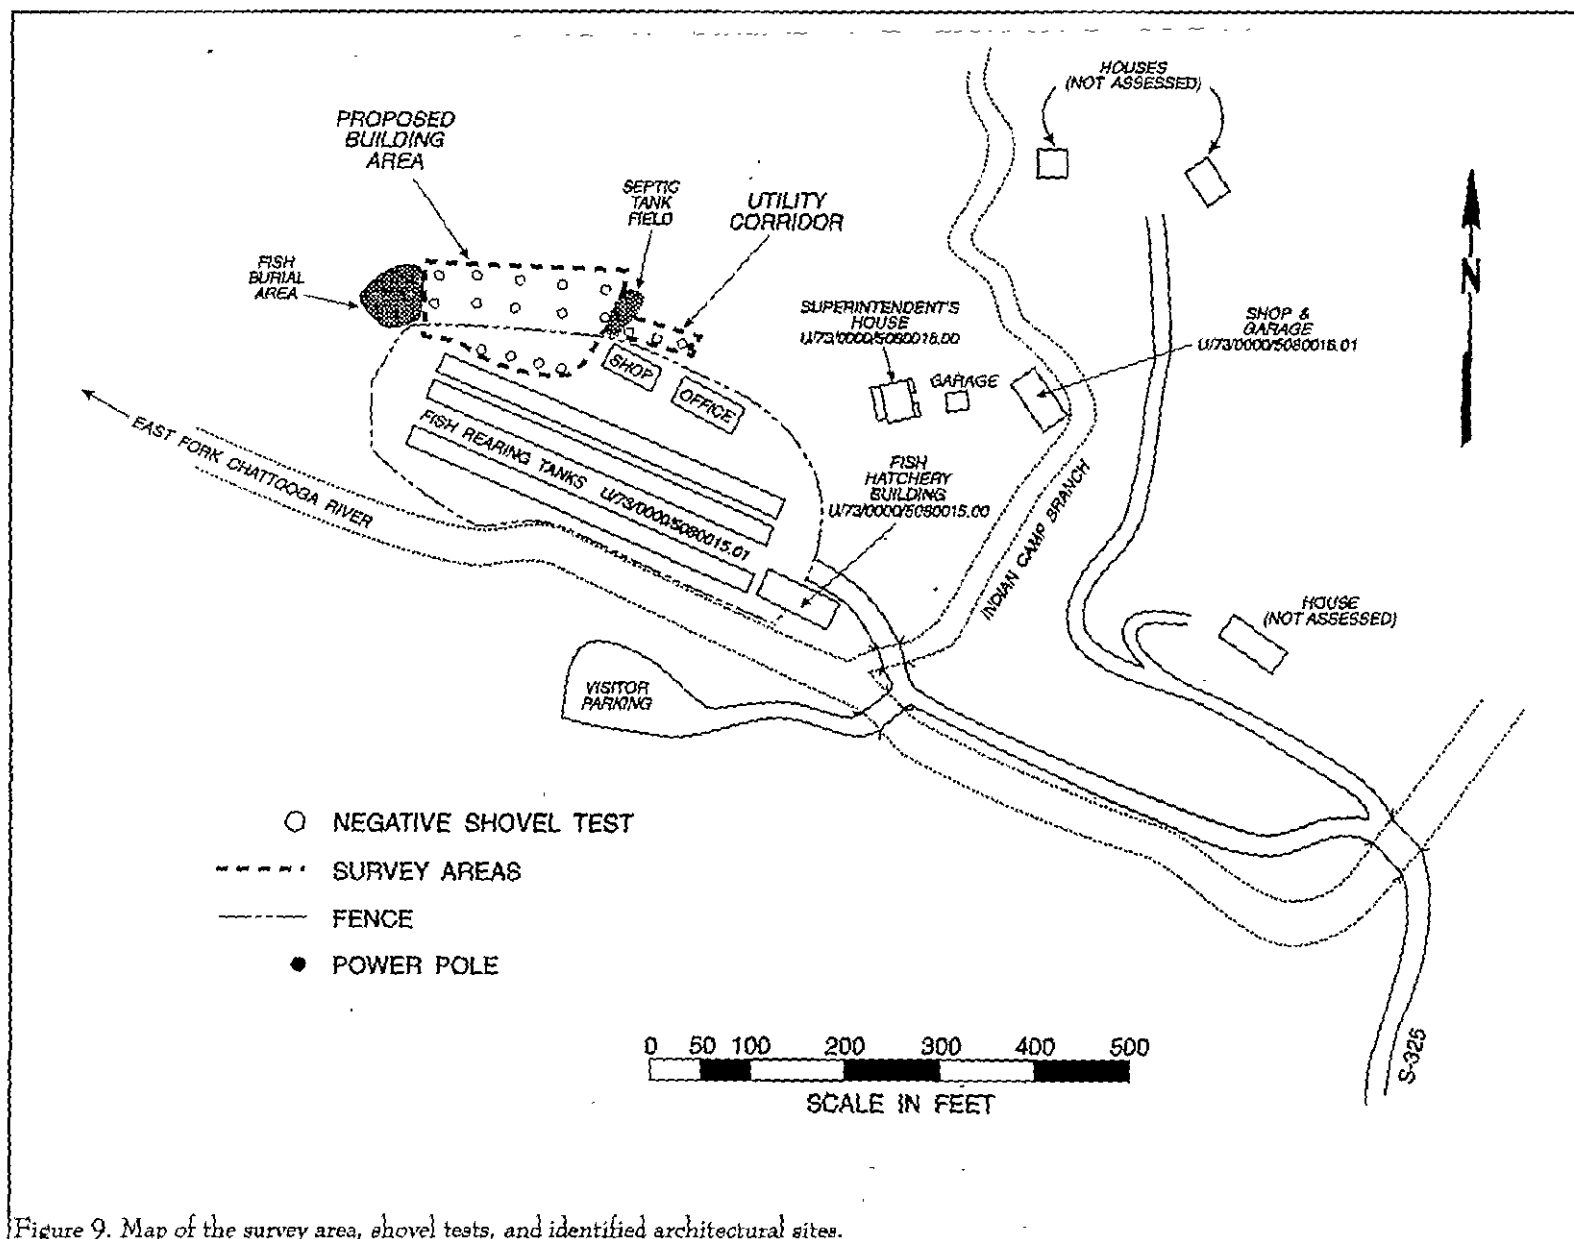 HOUSES
(NOT ASSESSED)
PROPOSED
BUILDING
AREA
SEPTIC
TANK
FIELD
UTILITY
CORRIDOR
FISH
BURIAL
AREA
N
SUPERINTENDENT'S
HOUSE
U/73/0000/5080016.00
SHOP &
GARAGE
U/73/0000/5080016.01
GARAGE
SHOP
OFFICE
FISH REARING TANKS U/73/0000/5080015.01
EAST FORK CHATTOOGA RIVER
FISH
HATCHERY
BUILDING
U/73/0000/5080015.00
INDIAN CAMP BRANCH
HOUSE
(NOT ASSESSED)
VISITOR
PARKING
NEGATIVE SHOVEL TEST
SURVEY AREAS
FENCE
POWER POLE
0 50 100 200 300 400 500
SCALE IN FEET
S-325
Figure 9. Map of the survey area, shovel tests, and identified architectural sites.